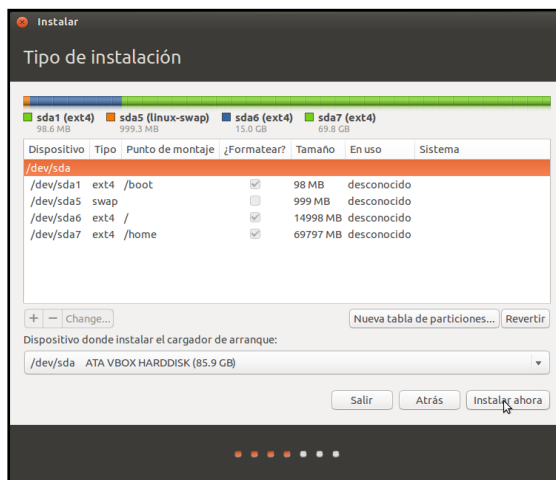 Instalar
Tipo de instalación
sda1 (ext4) sda5 (linux-swap) sda6 (ext4) sda7 (ext4)
98.6 MB 999.3 MB 15.0 GB 69.8 GB
Dispositivo Tipo Punto de montaje ¿Formatear? Tamaño En uso Sistema
/dev/sda
/dev/sda1 ext4 /boot 98 MB desconocido
/dev/sda5 swap 999 MB desconocido
/dev/sda6 ext4 / 14998 MB desconocido
/dev/sda7 ext4 /home 69797 MB desconocido
+ − Change... Nueva tabla de particiones... Revertir
Dispositivo donde instalar el cargador de arranque:
/dev/sda ATA VBOX HARDDISK (85.9 GB)
Salir Atrás Instalar ahora